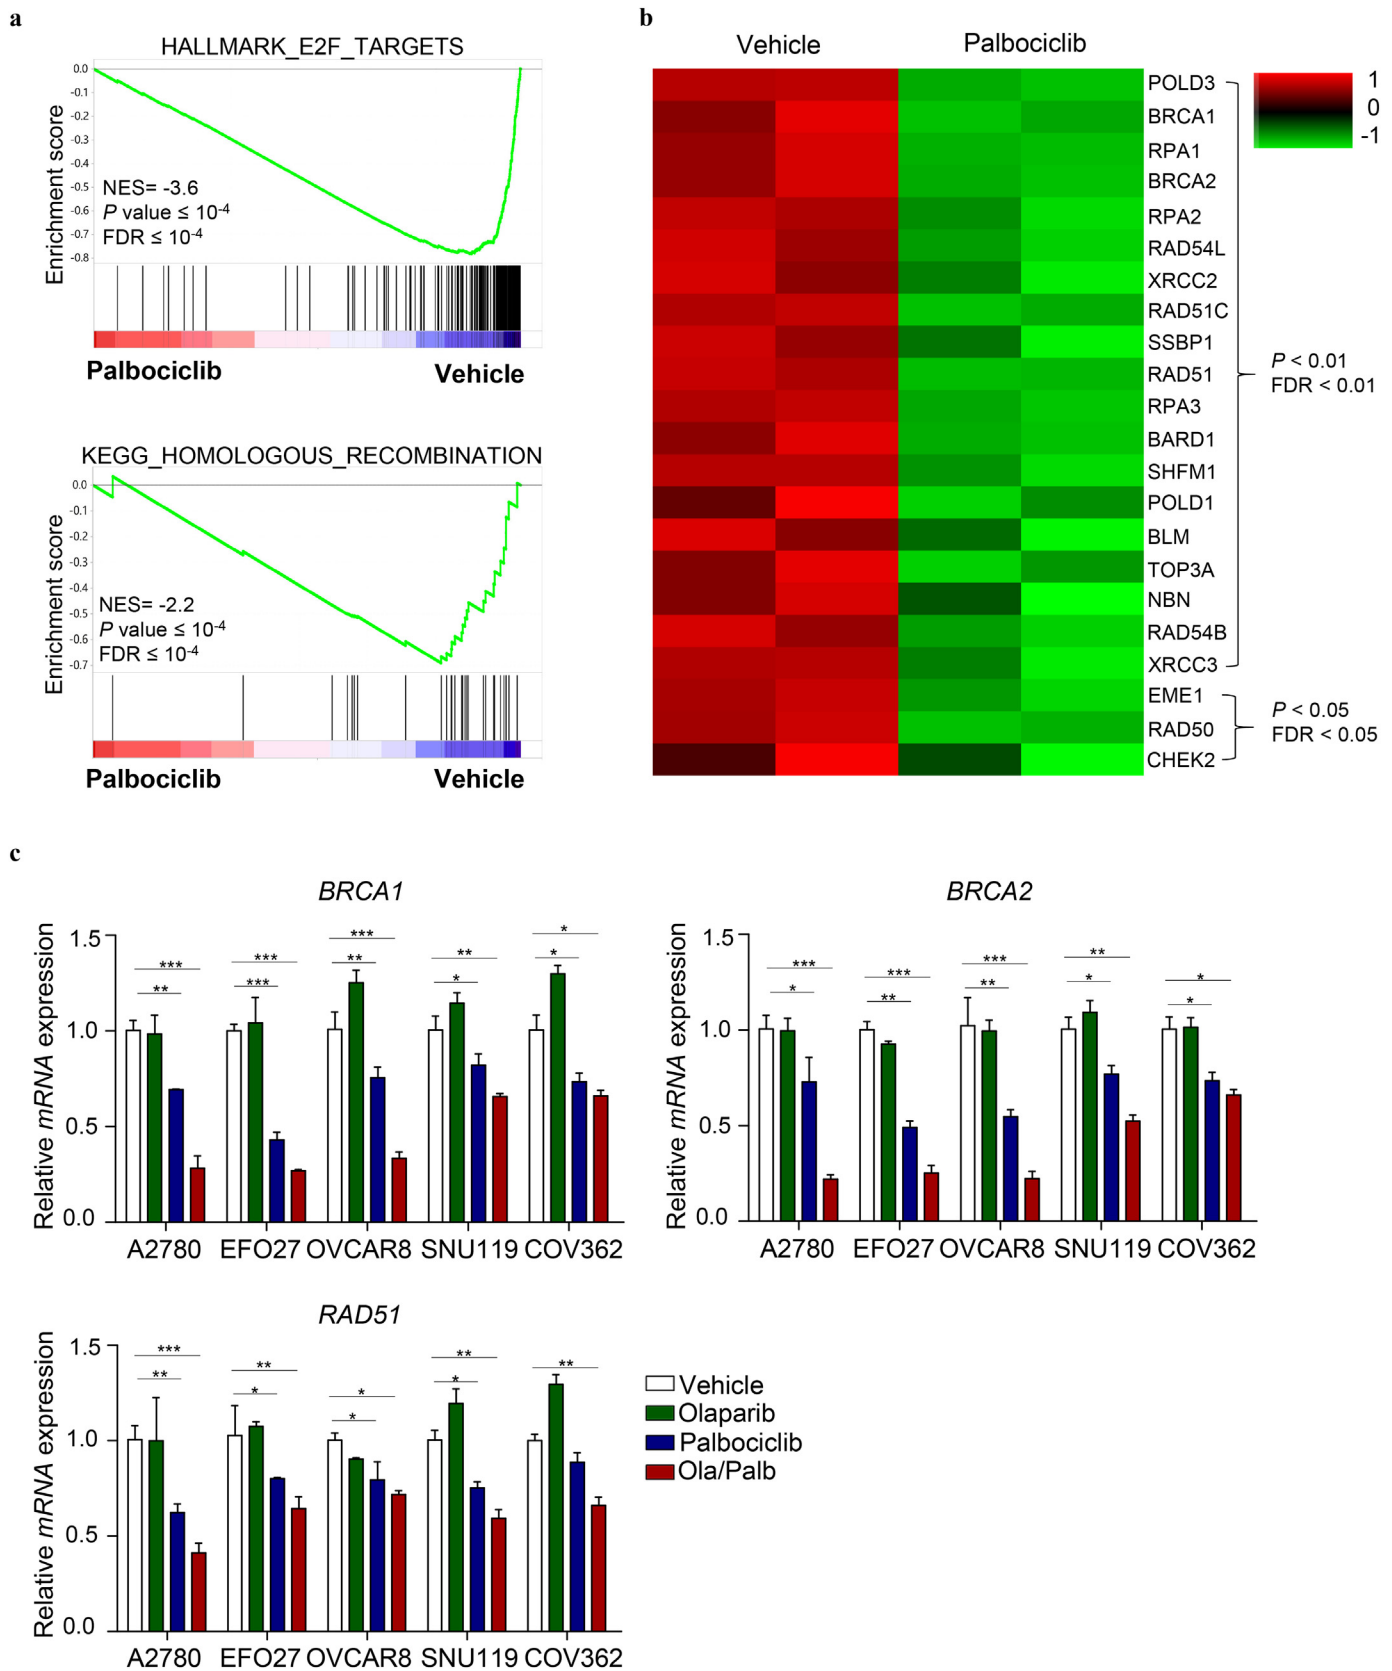 a
HALLMARK_E2F_TARGETS
Enrichment score
0.0
-0.1
-0.2
-0.3
-0.4
-0.5
-0.6
-0.7
-0.8
NES= -3.6
P value ≤ 10-4
FDR ≤ 10-4
Palbociclib Vehicle
KEGG_HOMOLOGOUS_RECOMBINATION
Enrichment score
0.0
-0.1
-0.2
-0.3
-0.4
-0.5
-0.6
-0.7
NES= -2.2
P value ≤ 10-4
FDR ≤ 10-4
Palbociclib Vehicle
b
Vehicle Palbociclib
POLD3
BRCA1
RPA1
BRCA2
RPA2
RAD54L
XRCC2
RAD51C
SSBP1
RAD51
RPA3
BARD1
SHFM1
POLD1
BLM
TOP3A
NBN
RAD54B
XRCC3
EME1
RAD50
CHEK2
1
0
-1
P < 0.01
FDR < 0.01
P < 0.05
FDR < 0.05
c
BRCA1
Relative mRNA expression
1.5
1.0
0.5
0.0
*** ** *** *** *** ** ** * * *
A2780 EFO27 OVCAR8 SNU119 COV362
BRCA2
Relative mRNA expression
1.5
1.0
0.5
0.0
*** * *** ** *** ** ** * * *
A2780 EFO27 OVCAR8 SNU119 COV362
RAD51
Relative mRNA expression
1.5
1.0
0.5
0.0
*** ** ** * * * ** * **
A2780 EFO27 OVCAR8 SNU119 COV362
Vehicle
Olaparib
Palbociclib
Ola/Palb